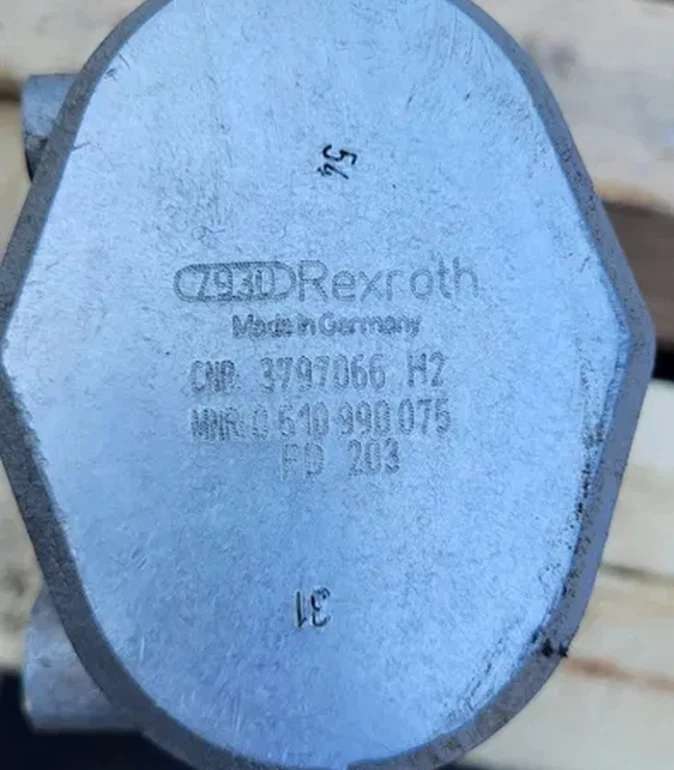 54
7930 Rexroth
Made in Germany
CNR. 3797066 H2
MNR: 0 510 990 075
FD 203
31